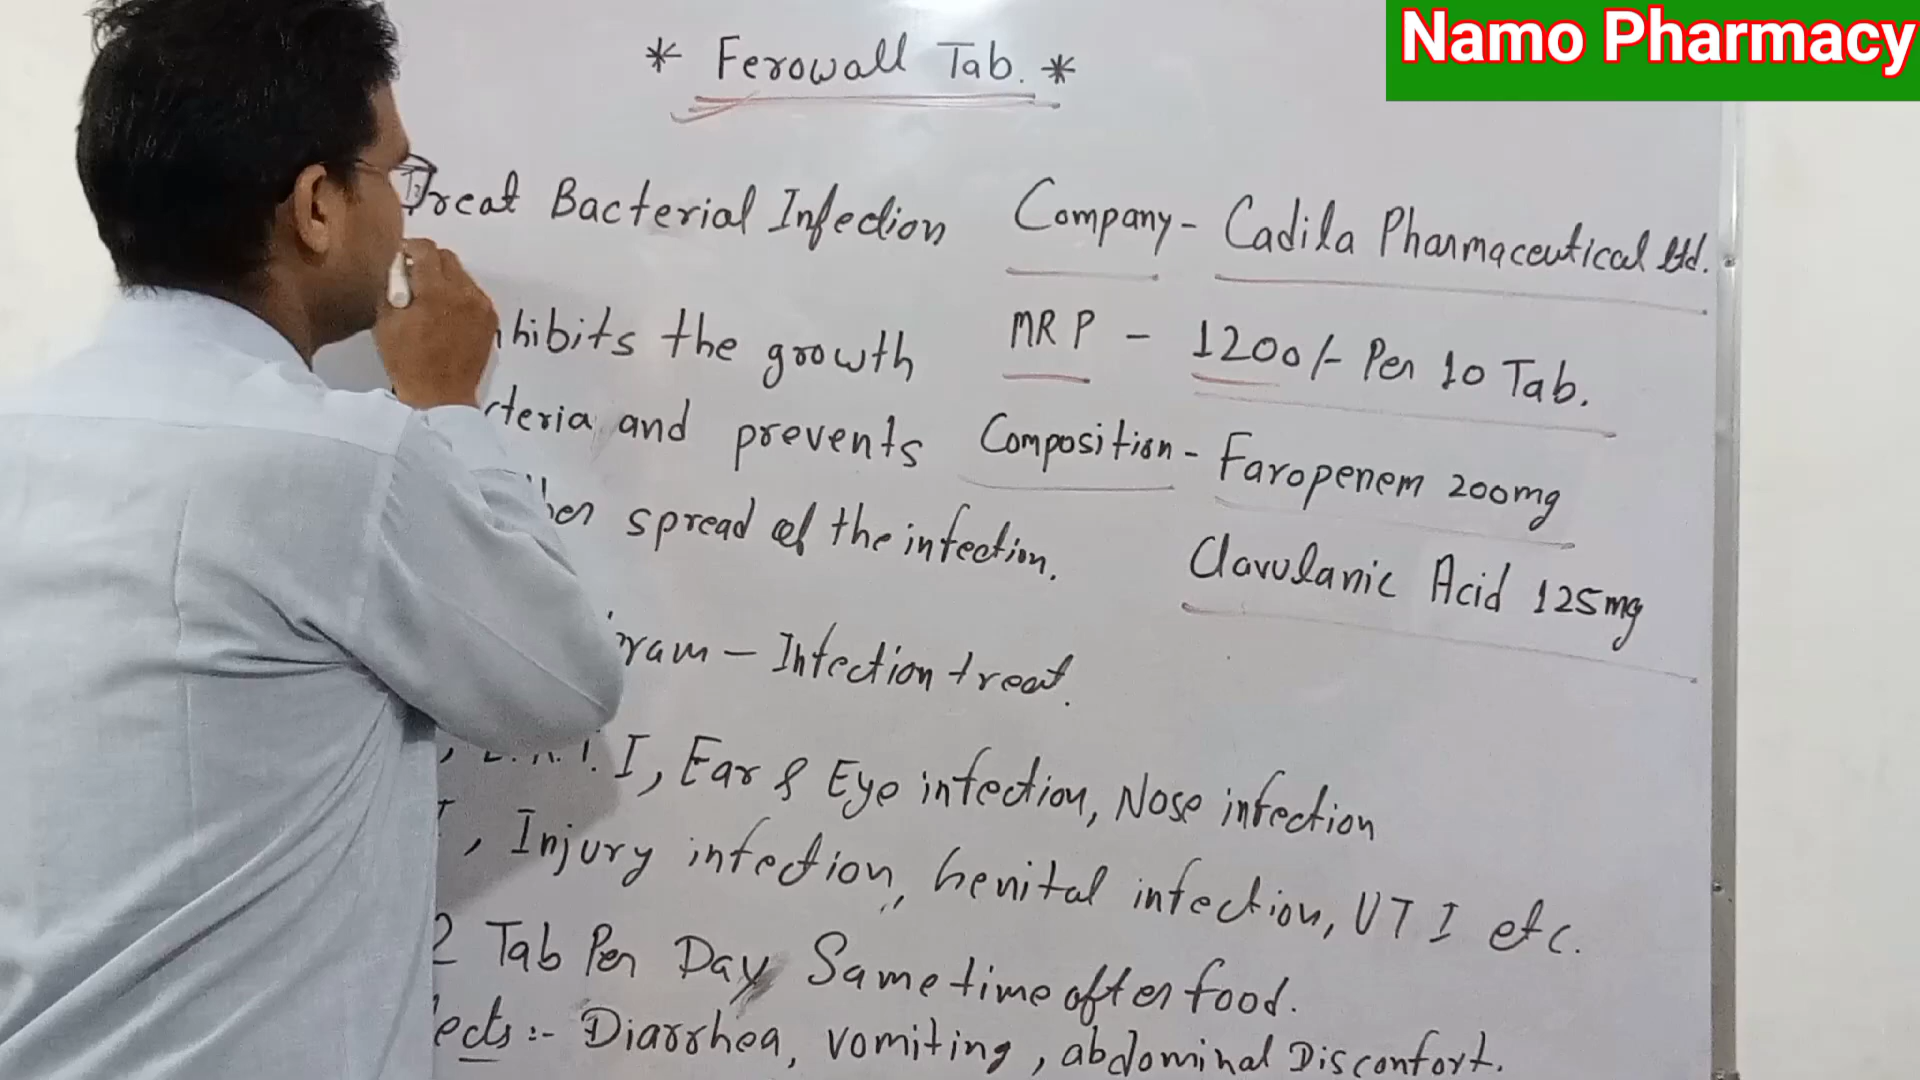 Namo Pharmacy
* Ferowall Tab. *
Treat Bacterial Infection
Company - Cadila Pharmaceutical Ltd.
hibits the growth
MRP - 1200/- Per 10 Tab.
cteria and prevents
Composition - Faropenem 200mg
her spread of the infection.
Clavulanic Acid 125mg
ram - Infection treat.
I, Ear & Eye infection, Nose infection
, Injury infection, Genital infection, UTI etc.
2 Tab Per Day Same time after food.
ects :- Diarrhea, vomiting, abdominal Disconfort.